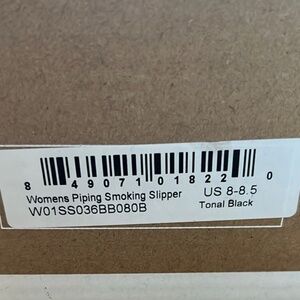 8 49071 01822 0
Womens Piping Smoking Slipper US 8-8.5
W01SS036BB080B Tonal Black